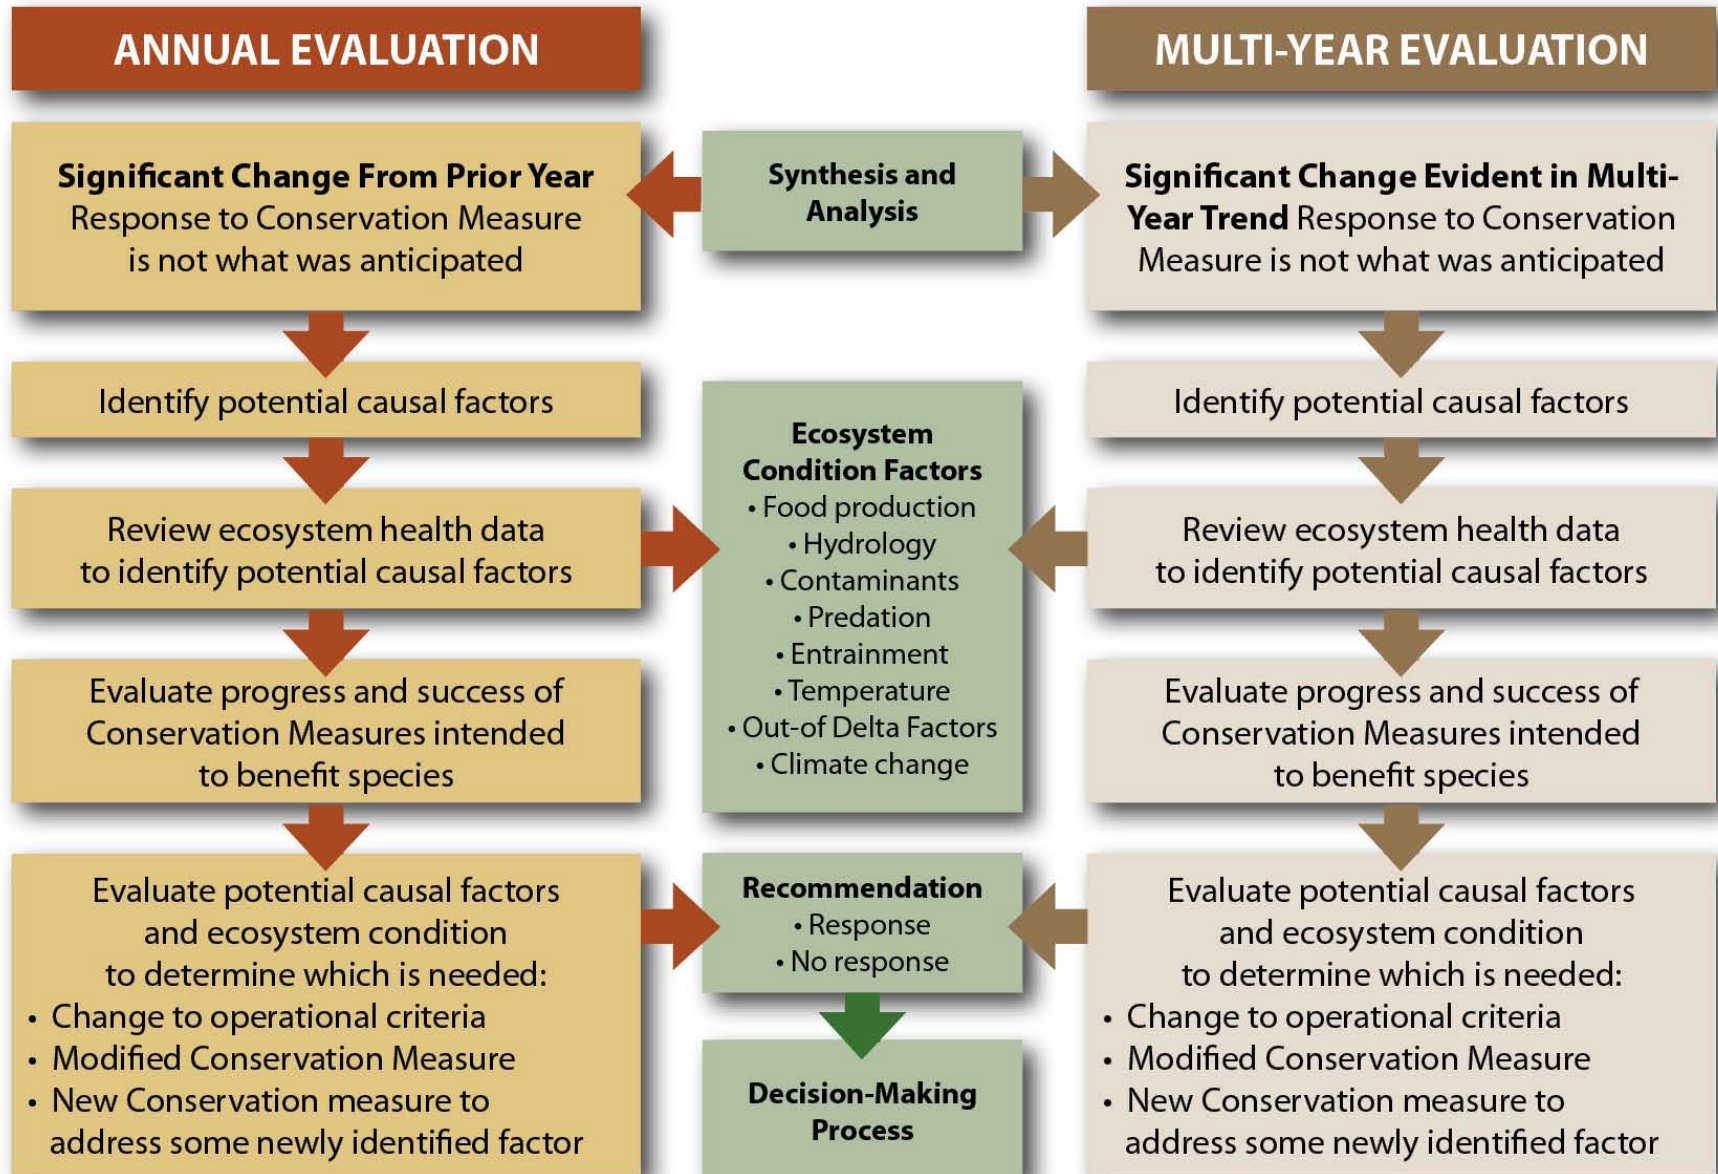 ANNUAL EVALUATION
Significant Change From Prior Year
Response to Conservation Measure
is not what was anticipated
Identify potential causal factors
Review ecosystem health data
to identify potential causal factors
Evaluate progress and success of
Conservation Measures intended
to benefit species
Evaluate potential causal factors
and ecosystem condition
to determine which is needed:
• Change to operational criteria
• Modified Conservation Measure
• New Conservation measure to
address some newly identified factor
Synthesis and
Analysis
Ecosystem
Condition Factors
• Food production
• Hydrology
• Contaminants
• Predation
• Entrainment
• Temperature
• Out-of Delta Factors
• Climate change
Recommendation
• Response
• No response
Decision-Making
Process
MULTI-YEAR EVALUATION
Significant Change Evident in Multi-
Year Trend Response to Conservation
Measure is not what was anticipated
Identify potential causal factors
Review ecosystem health data
to identify potential causal factors
Evaluate progress and success of
Conservation Measures intended
to benefit species
Evaluate potential causal factors
and ecosystem condition
to determine which is needed:
• Change to operational criteria
• Modified Conservation Measure
• New Conservation measure to
address some newly identified factor